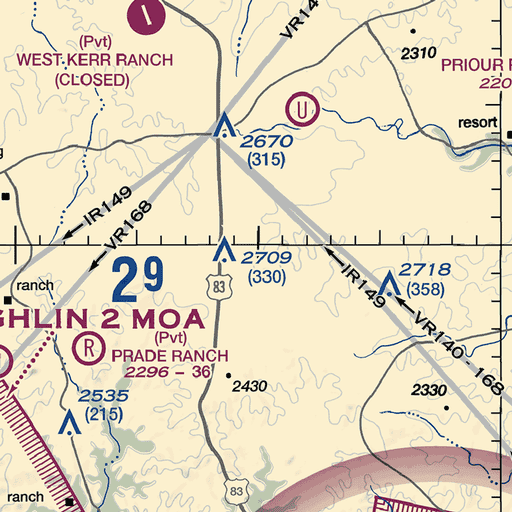 (Pvt)
WEST KERR RANCH
(CLOSED)
VR14
2310
PRIOUR
220
U
resort
2670
(315)
g
IR149
VR168
2709
(330)
2718
(358)
IR149
29
83
ranch
GHLIN 2 MOA
VR140 - 168
R
(Pvt)
PRADE RANCH
2296 – 36
2430
2330
2535
(215)
83
ranch